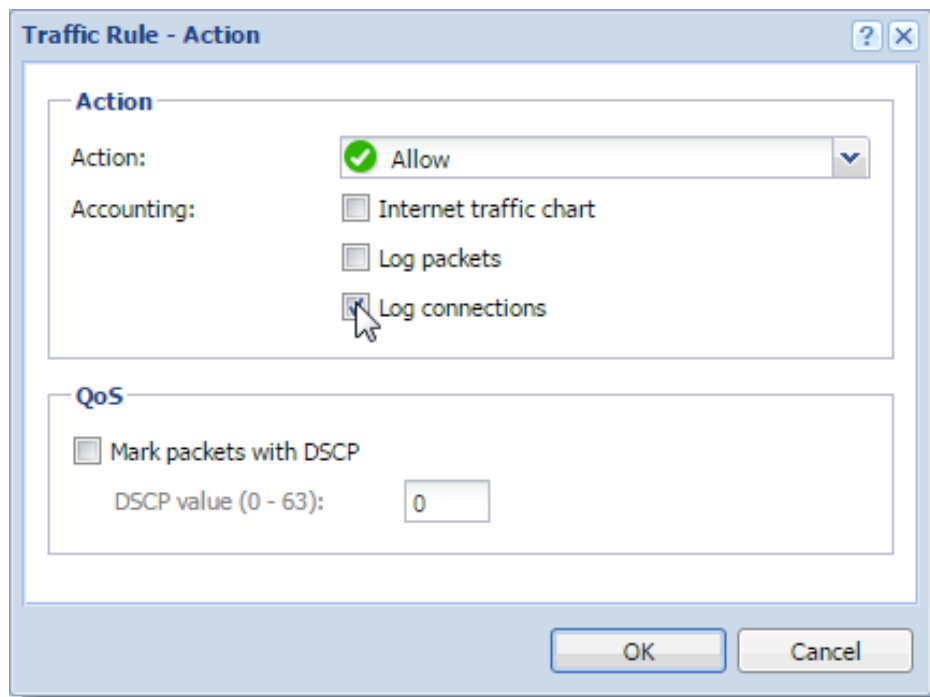 Traffic Rule - Action
Action
Action: Allow
Accounting: Internet traffic chart
Log packets
Log connections
QoS
Mark packets with DSCP
DSCP value (0 - 63): 0
OK Cancel